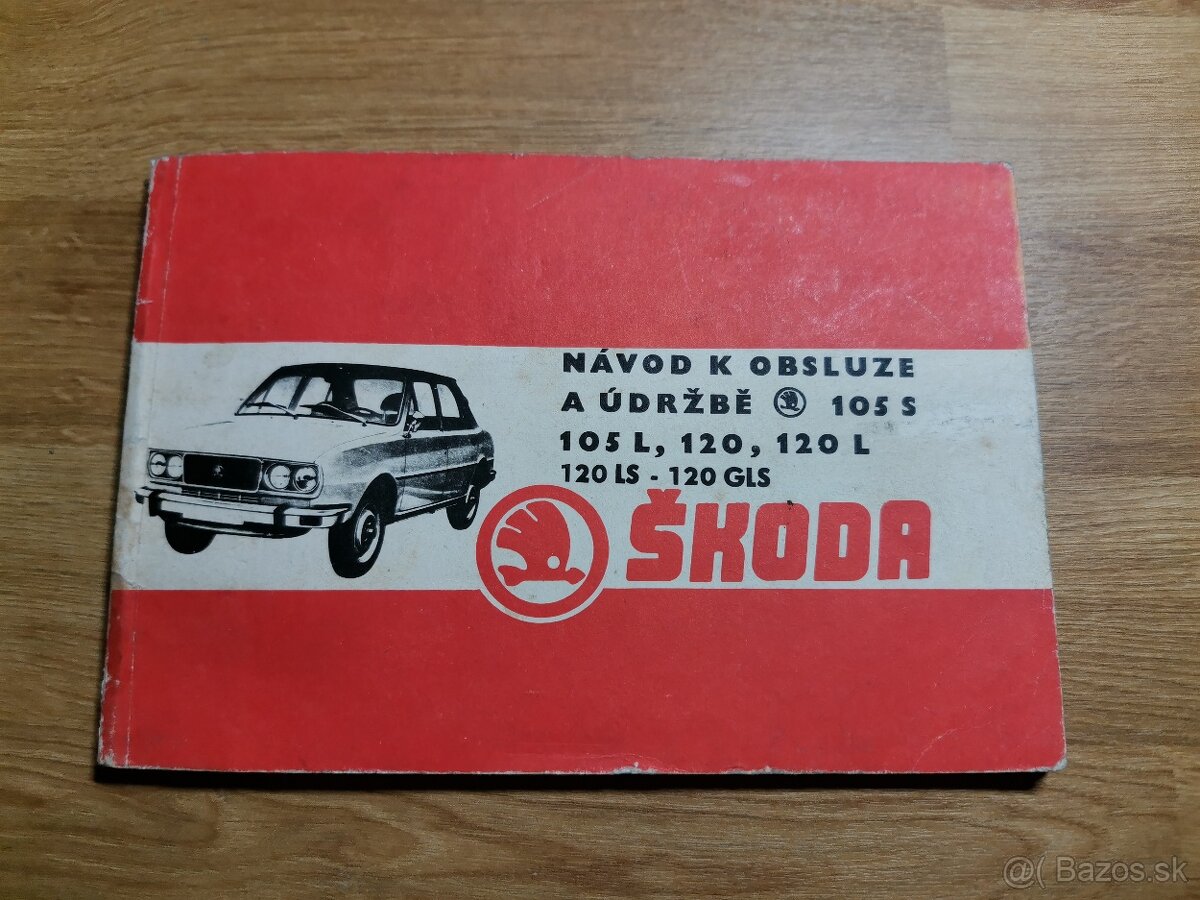 NÁVOD K OBSLUZE
A ÚDRŽBĚ 105 S
105 L, 120, 120 L
120 LS - 120 GLS
ŠKODA
@( Bazos.sk